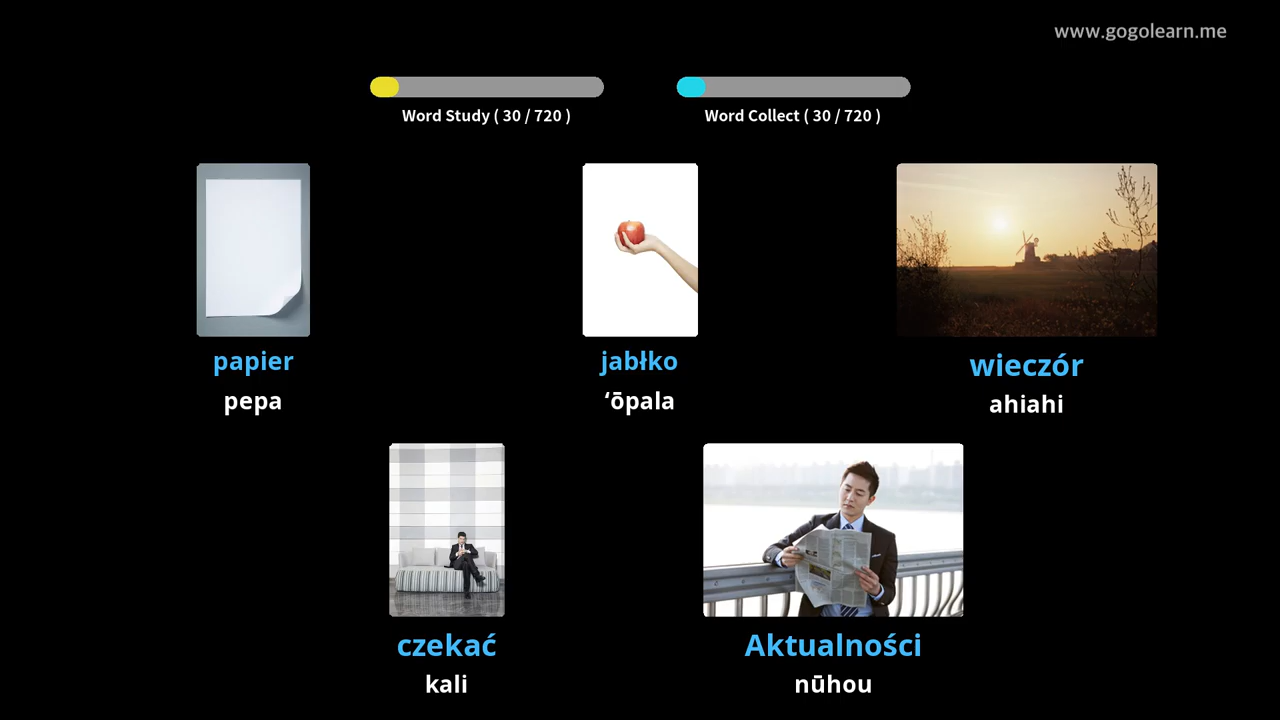 www.gogolearn.me
Word Study ( 30 / 720 )
Word Collect ( 30 / 720 )
papier
pepa
jabłko
ʻōpala
wieczór
ahiahi
czekać
kali
Aktualności
nūhou